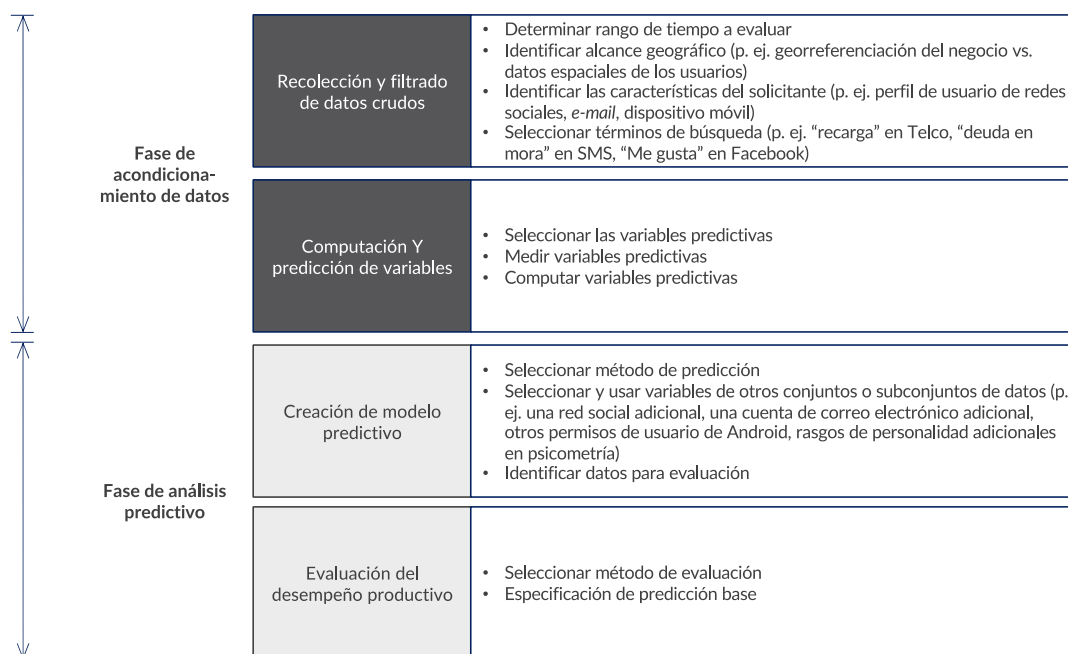 Fase de
acondiciona-
miento de datos
Recolección y filtrado
de datos crudos
• Determinar rango de tiempo a evaluar
• Identificar alcance geográfico (p. ej. georreferenciación del negocio vs.
datos espaciales de los usuarios)
• Identificar las características del solicitante (p. ej. perfil de usuario de redes
sociales, e-mail, dispositivo móvil)
• Seleccionar términos de búsqueda (p. ej. “recarga” en Telco, “deuda en
mora” en SMS, “Me gusta” en Facebook)
Computación Y
predicción de variables
• Seleccionar las variables predictivas
• Medir variables predictivas
• Computar variables predictivas
Fase de análisis
predictivo
Creación de modelo
predictivo
• Seleccionar método de predicción
• Seleccionar y usar variables de otros conjuntos o subconjuntos de datos (p.
ej. una red social adicional, una cuenta de correo electrónico adicional,
otros permisos de usuario de Android, rasgos de personalidad adicionales
en psicometría)
• Identificar datos para evaluación
Evaluación del
desempeño productivo
• Seleccionar método de evaluación
• Especificación de predicción base